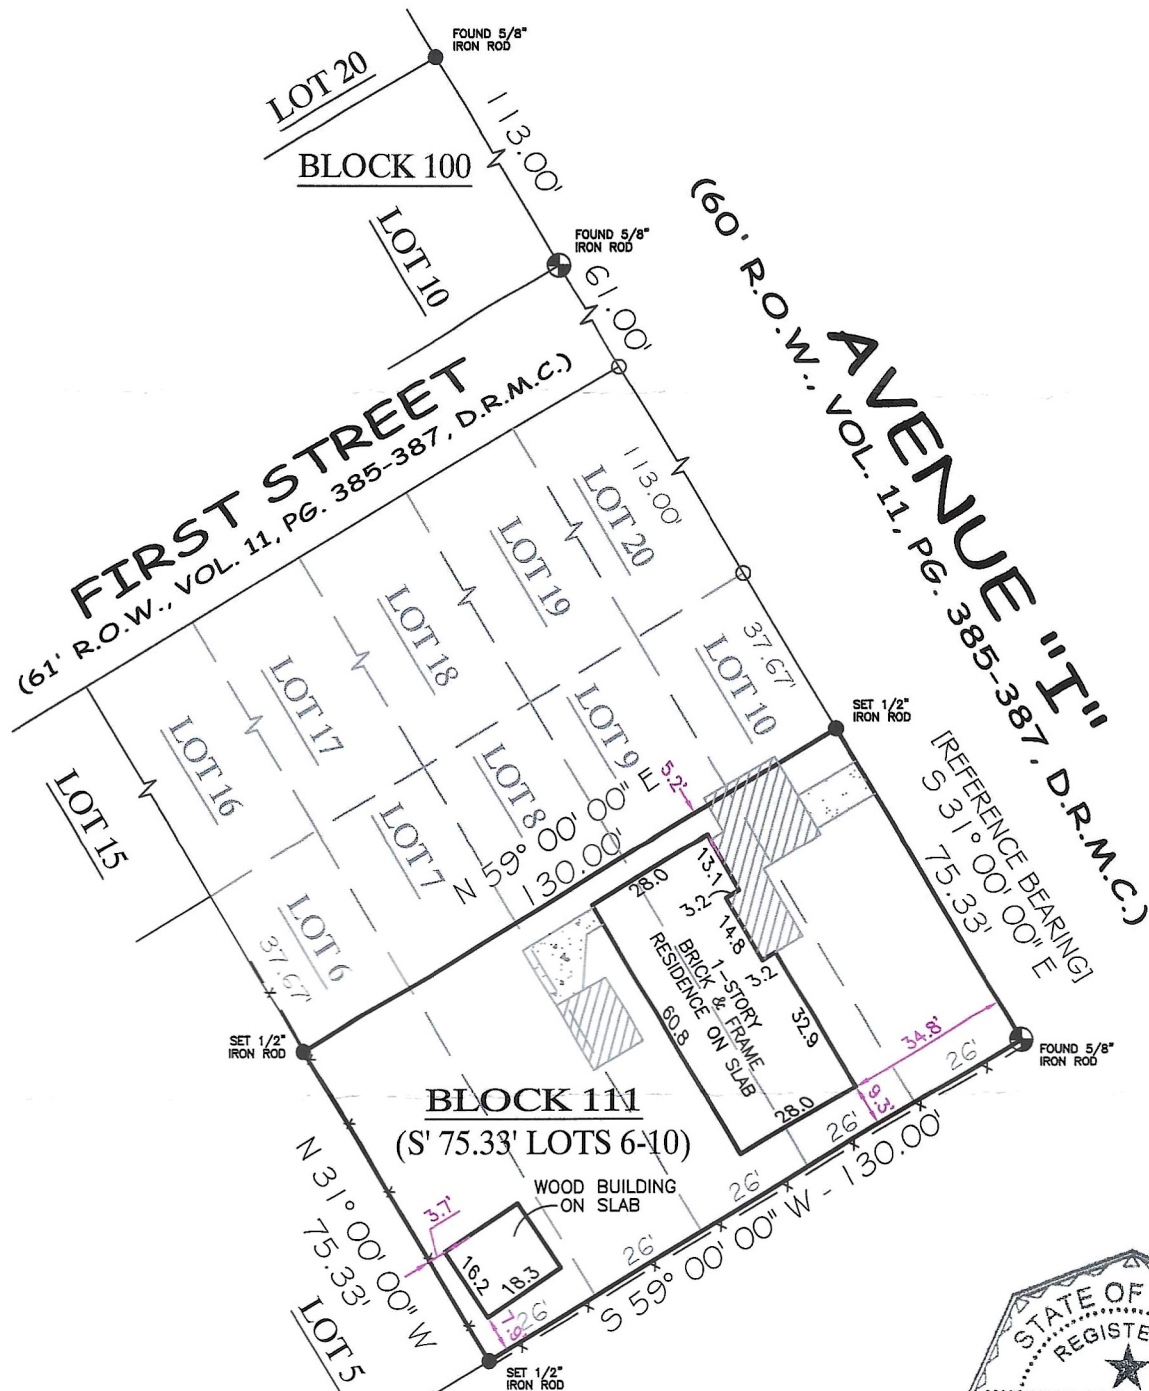 FOUND 5/8"
IRON ROD
LOT 20
113.00'
BLOCK 100
LOT 10
FOUND 5/8"
IRON ROD
61.00'
(60' R.O.W., VOL. 11, PG. 385-387, D.R.M.C.)
AVENUE "I"
FIRST STREET
(61' R.O.W., VOL. 11, PG. 385-387, D.R.M.C.)
113.00'
LOT 20
LOT 19
LOT 18
LOT 17
LOT 16
LOT 15
37.67'
LOT 10
LOT 9
LOT 8
LOT 7
LOT 6
37.67'
SET 1/2"
IRON ROD
[REFERENCE BEARING]
S 31° 00' 00" E
75.33'
5.2'
N 59° 00' 00" E
130.00'
28.0
13.1
3.2
14.8
3.2
32.9
1-STORY
BRICK & FRAME
RESIDENCE ON SLAB
60.8
28.0
34.8'
9.3'
SET 1/2"
IRON ROD
FOUND 5/8"
IRON ROD
BLOCK 111
(S' 75.33' LOTS 6-10)
WOOD BUILDING
ON SLAB
N 31° 00' 00" W
75.33'
3.7'
16.2
18.3
7.9'
26'
26'
26'
26'
26'
S 59° 00' 00" W - 130.00'
LOT 5
SET 1/2"
IRON ROD
STATE OF
REGISTE